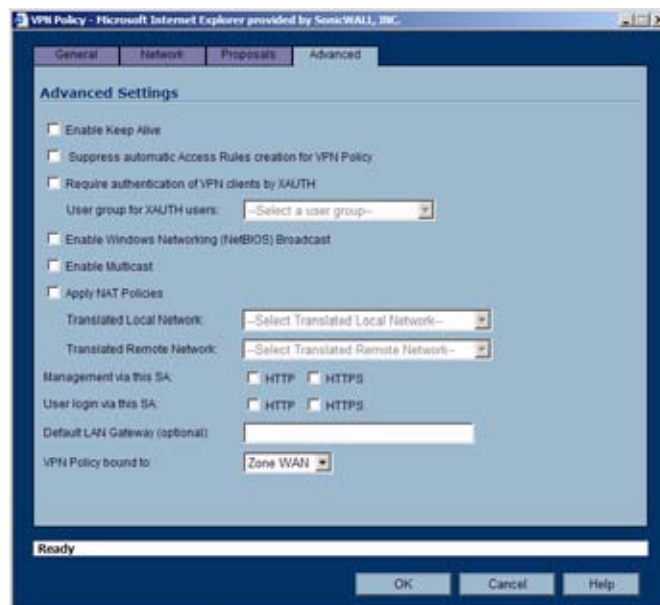 VPN Policy - Microsoft Internet Explorer provided by SonicWALL, INC.
General Network Proposals Advanced
Advanced Settings
Enable Keep Alive
Suppress automatic Access Rules creation for VPN Policy
Require authentication of VPN clients by XAUTH
User group for XAUTH users: --Select a user group--
Enable Windows Networking (NetBIOS) Broadcast
Enable Multicast
Apply NAT Policies
Translated Local Network: --Select Translated Local Network--
Translated Remote Network: --Select Translated Remote Network--
Management via this SA: HTTP HTTPS
User login via this SA: HTTP HTTPS
Default LAN Gateway (optional):
VPN Policy bound to: Zone WAN
Ready
OK Cancel Help